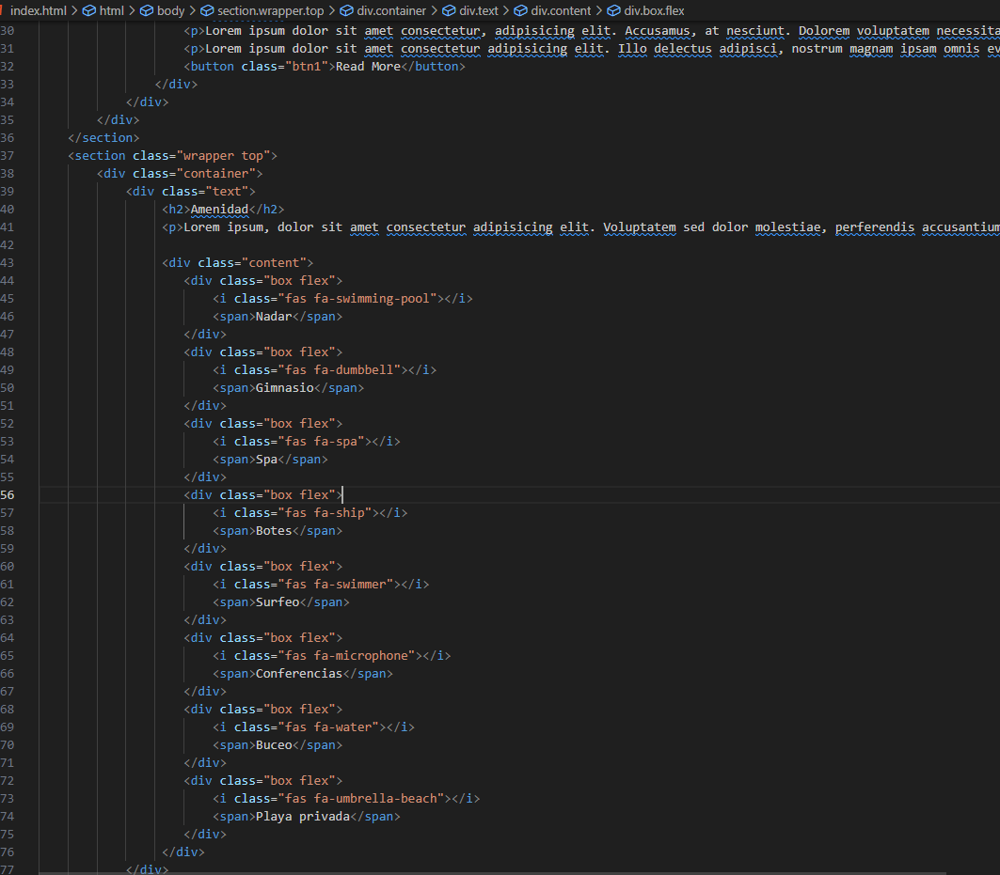 index.html > html > body > section.wrapper.top > div.container > div.text > div.content > div.box.flex
30 <p>Lorem ipsum dolor sit amet consectetur, adipisicing elit. Accusamus, at nesciunt. Dolorem voluptatem
31 <p>Lorem ipsum dolor sit amet consectetur adipisicing elit. Illo delectus adipisci, nostrum magnam ipsam omnis
32 <button class="btn1">Read More</button>
33 </div>
34 </div>
35 </div>
36 </section>
37 <section class="wrapper top">
38 <div class="container">
39 <div class="text">
40 <h2>Amenidad</h2>
41 <p>Lorem ipsum, dolor sit amet consectetur adipisicing elit. Voluptatem sed dolor molestiae, perferendis accusantium
42
43 <div class="content">
44 <div class="box flex">
45 <i class="fas fa-swimming-pool"></i>
46 <span>Nadar</span>
47 </div>
48 <div class="box flex">
49 <i class="fas fa-dumbbell"></i>
50 <span>Gimnasio</span>
51 </div>
52 <div class="box flex">
53 <i class="fas fa-spa"></i>
54 <span>Spa</span>
55 </div>
56 <div class="box flex">
57 <i class="fas fa-ship"></i>
58 <span>Botes</span>
59 </div>
60 <div class="box flex">
61 <i class="fas fa-swimmer"></i>
62 <span>Surfeo</span>
63 </div>
64 <div class="box flex">
65 <i class="fas fa-microphone"></i>
66 <span>Conferencias</span>
67 </div>
68 <div class="box flex">
69 <i class="fas fa-water"></i>
70 <span>Buceo</span>
71 </div>
72 <div class="box flex">
73 <i class="fas fa-umbrella-beach"></i>
74 <span>Playa privada</span>
75 </div>
76 </div>
77 </div>